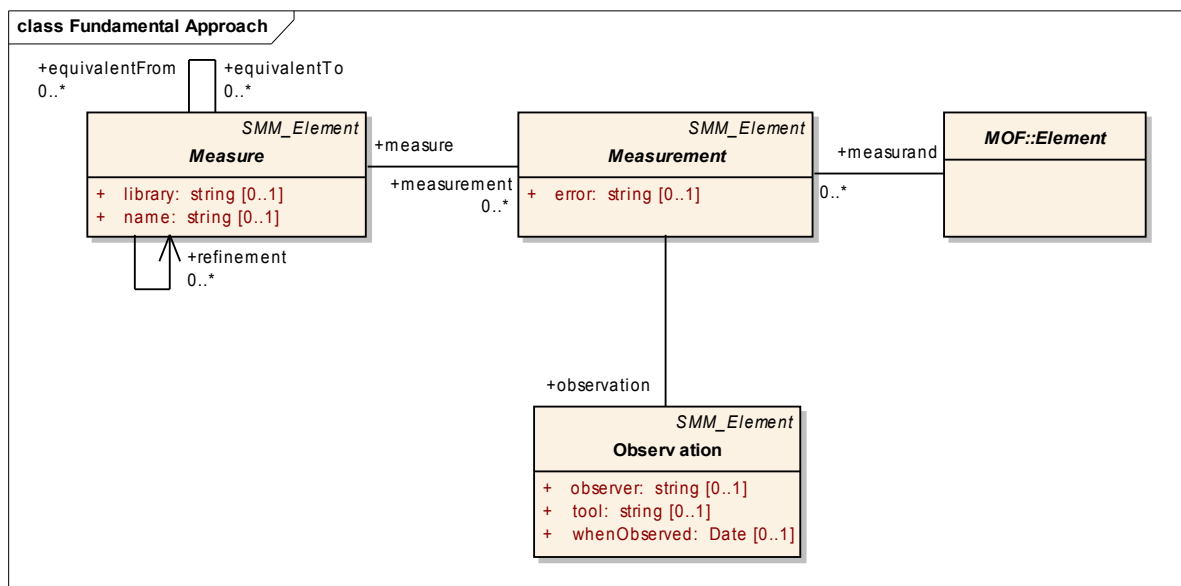 class Fundamental Approach
+equivalentFrom
0..*
+equivalentTo
0..*
SMM_Element
Measure
+ library: string [0..1]
+ name: string [0..1]
+refinement
0..*
+measure
+measurement
0..*
SMM_Element
Measurement
+ error: string [0..1]
+measurand
0..*
MOF::Element
+observation
SMM_Element
Observ ation
+ observer: string [0..1]
+ tool: string [0..1]
+ whenObserved: Date [0..1]